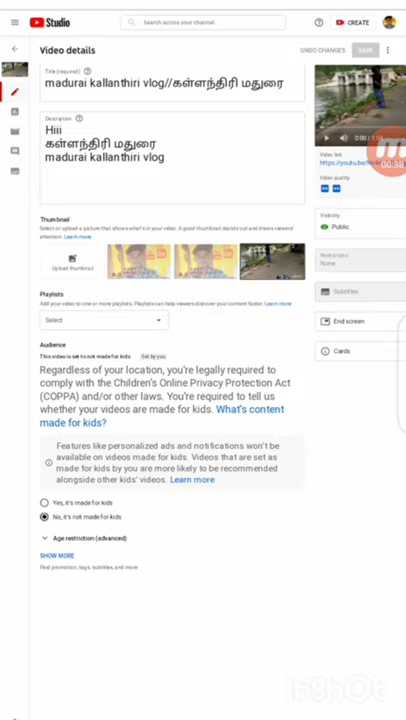 Studio
Search across your channel
CREATE
Video details
UNDO CHANGES
SAVE
Title (required)
madurai kallanthiri vlog//கள்ளந்திரி மதுரை
Description
Hiii
கள்ளந்திரி மதுரை
madurai kallanthiri vlog
0:00 / 1:04
00:38
Video link
https://youtu.be/
Video quality
Visibility
Public
Restrictions
None
Subtitles
End screen
Cards
Thumbnail
Select or upload a picture that shows what's in your video. A good thumbnail stands out and draws viewers'
attention. Learn more
Upload thumbnail
Playlists
Add your video to one or more playlists. Playlists can help viewers discover your content faster. Learn more
Select
Audience
This video is set to not made for kids Set by you
Regardless of your location, you're legally required to
comply with the Children's Online Privacy Protection Act
(COPPA) and/or other laws. You're required to tell us
whether your videos are made for kids. What's content
made for kids?
Features like personalized ads and notifications won't be
available on videos made for kids. Videos that are set as
made for kids by you are more likely to be recommended
alongside other kids' videos. Learn more
Yes, it's made for kids
No, it's not made for kids
Age restriction (advanced)
SHOW MORE
Paid promotion, tags, subtitles, and more
InShOt